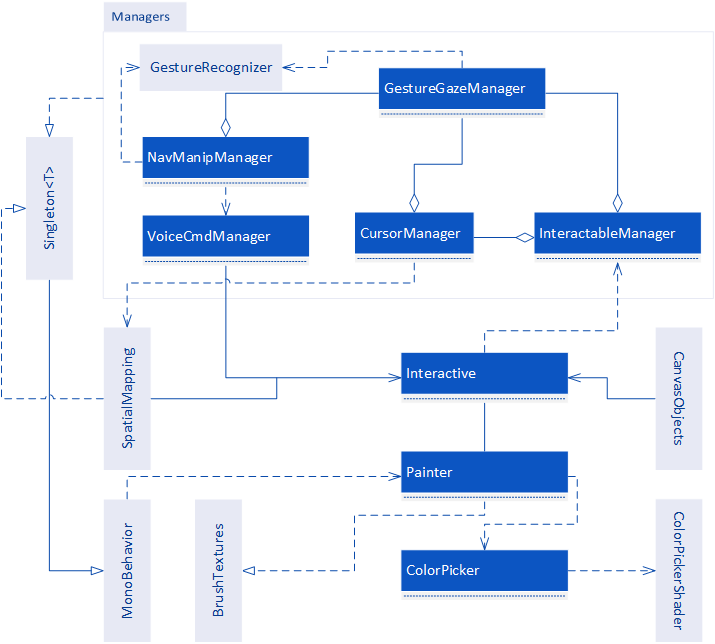 Managers
GestureRecognizer
GestureGazeManager
NavManipManager
Singleton<T>
VoiceCmdManager
CursorManager
InteractableManager
SpatialMapping
Interactive
CanvasObjects
Painter
MonoBehavior
BrushTextures
ColorPicker
ColorPickerShader